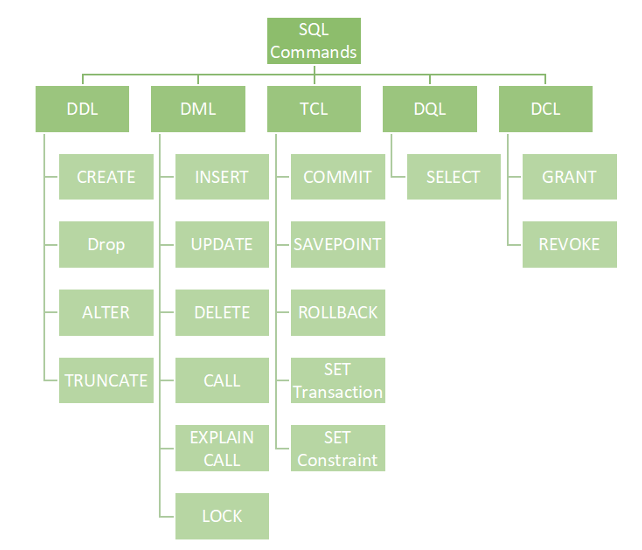 SQL
Commands
DDL
DML
TCL
DQL
DCL
CREATE
INSERT
COMMIT
SELECT
GRANT
Drop
UPDATE
SAVEPOINT
REVOKE
ALTER
DELETE
ROLLBACK
TRUNCATE
CALL
SET
Transaction
EXPLAIN
CALL
SET
Constraint
LOCK